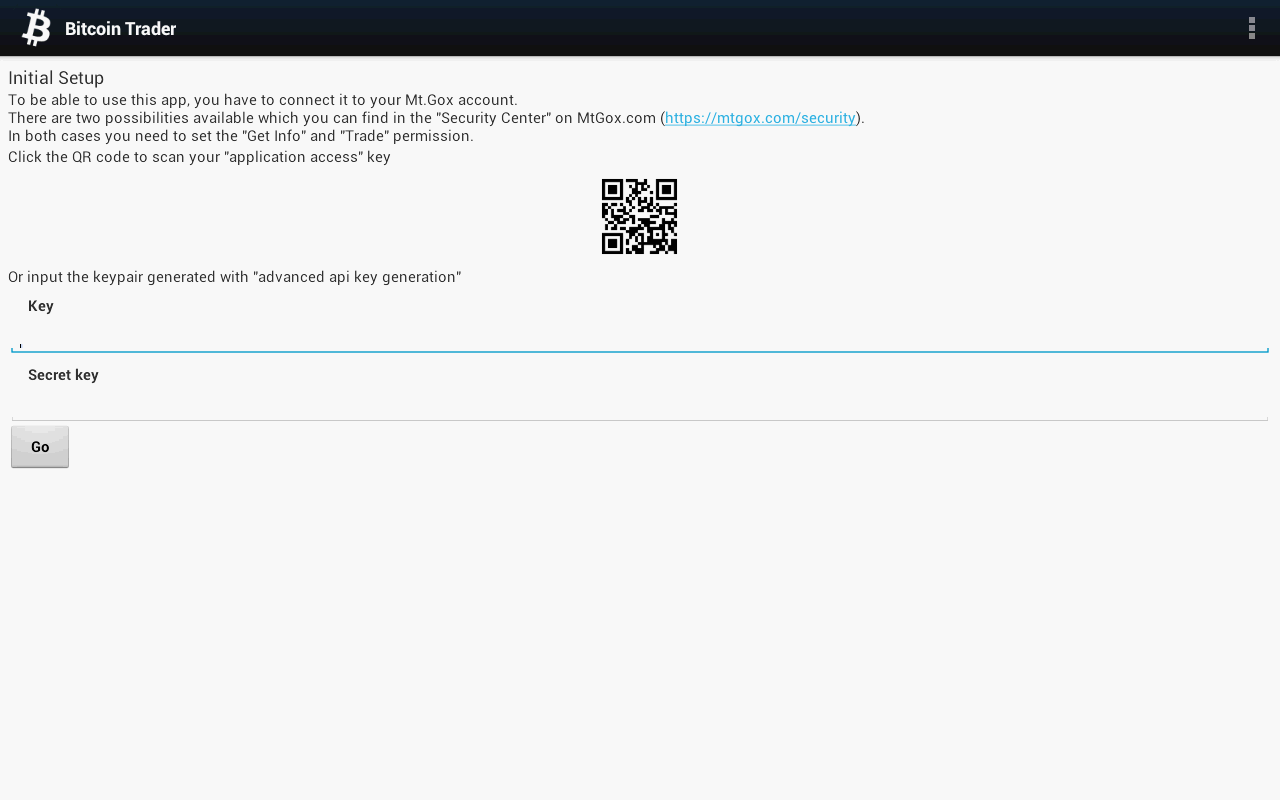 Bitcoin Trader
Initial Setup
To be able to use this app, you have to connect it to your Mt.Gox account.
There are two possibilities available which you can find in the "Security Center" on MtGox.com (https://mtgox.com/security).
In both cases you need to set the "Get Info" and "Trade" permission.
Click the QR code to scan your "application access" key
Or input the keypair generated with "advanced api key generation"
Key
Secret key
Go